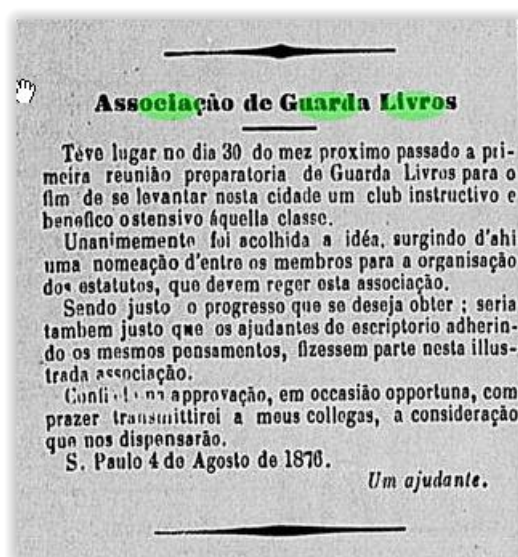 Associação de Guarda Livros
Teve lugar no dia 30 do mez proximo passado a pri-
meira reunião preparatoria de Guarda Livros para o
fim de se levantar nesta cidade um club instructivo e
benefico ostensivo áquella classe.
Unanimemente foi acolhida a idéa, surgindo d'ahi
uma nomeação d'entre os membros para a organisação
dos estatutos, que devem reger esta associação.
Sendo justo o progresso que se deseja obter ; seria
tambem justo que os ajudantes de escriptorio adherin-
do os mesmos pensamentos, fizessem parte nesta illus-
trada associação.
approvação, em occasião opportuna, com
prazer transmittirei a meus collegas, a consideração
que nos dispensarão.
S. Paulo 4 de Agosto de 1876.
Um ajudante.